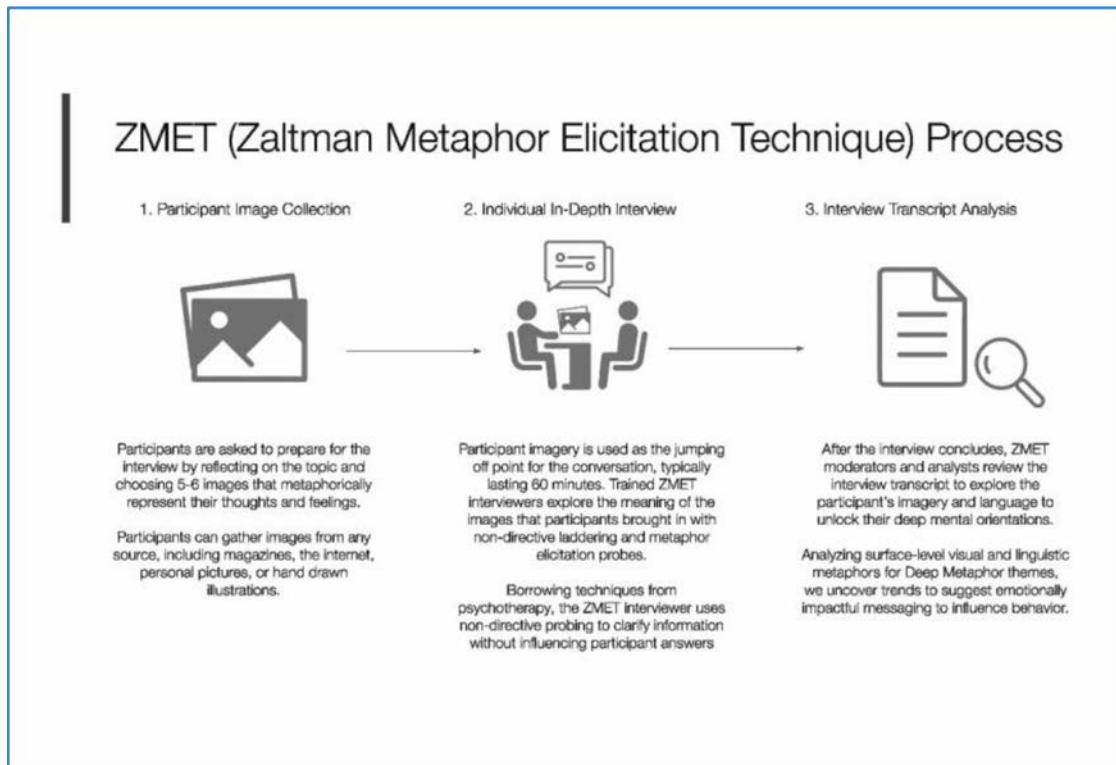 ZMET (Zaltman Metaphor Elicitation Technique) Process
1. Participant Image Collection
Participants are asked to prepare for the
interview by reflecting on the topic and
choosing 5-6 images that metaphorically
represent their thoughts and feelings.
Participants can gather images from any
source, including magazines, the internet,
personal pictures, or hand drawn
illustrations.
2. Individual In-Depth Interview
Participant imagery is used as the jumping
off point for the conversation, typically
lasting 60 minutes. Trained ZMET
interviewers explore the meaning of the
images that participants brought in with
non-directive laddering and metaphor
elicitation probes.
Borrowing techniques from
psychotherapy, the ZMET interviewer uses
non-directive probing to clarify information
without influencing participant answers
3. Interview Transcript Analysis
After the interview concludes, ZMET
moderators and analysts review the
interview transcript to explore the
participant's imagery and language to
unlock their deep mental orientations.
Analyzing surface-level visual and linguistic
metaphors for Deep Metaphor themes,
we uncover trends to suggest emotionally
impactful messaging to influence behavior.